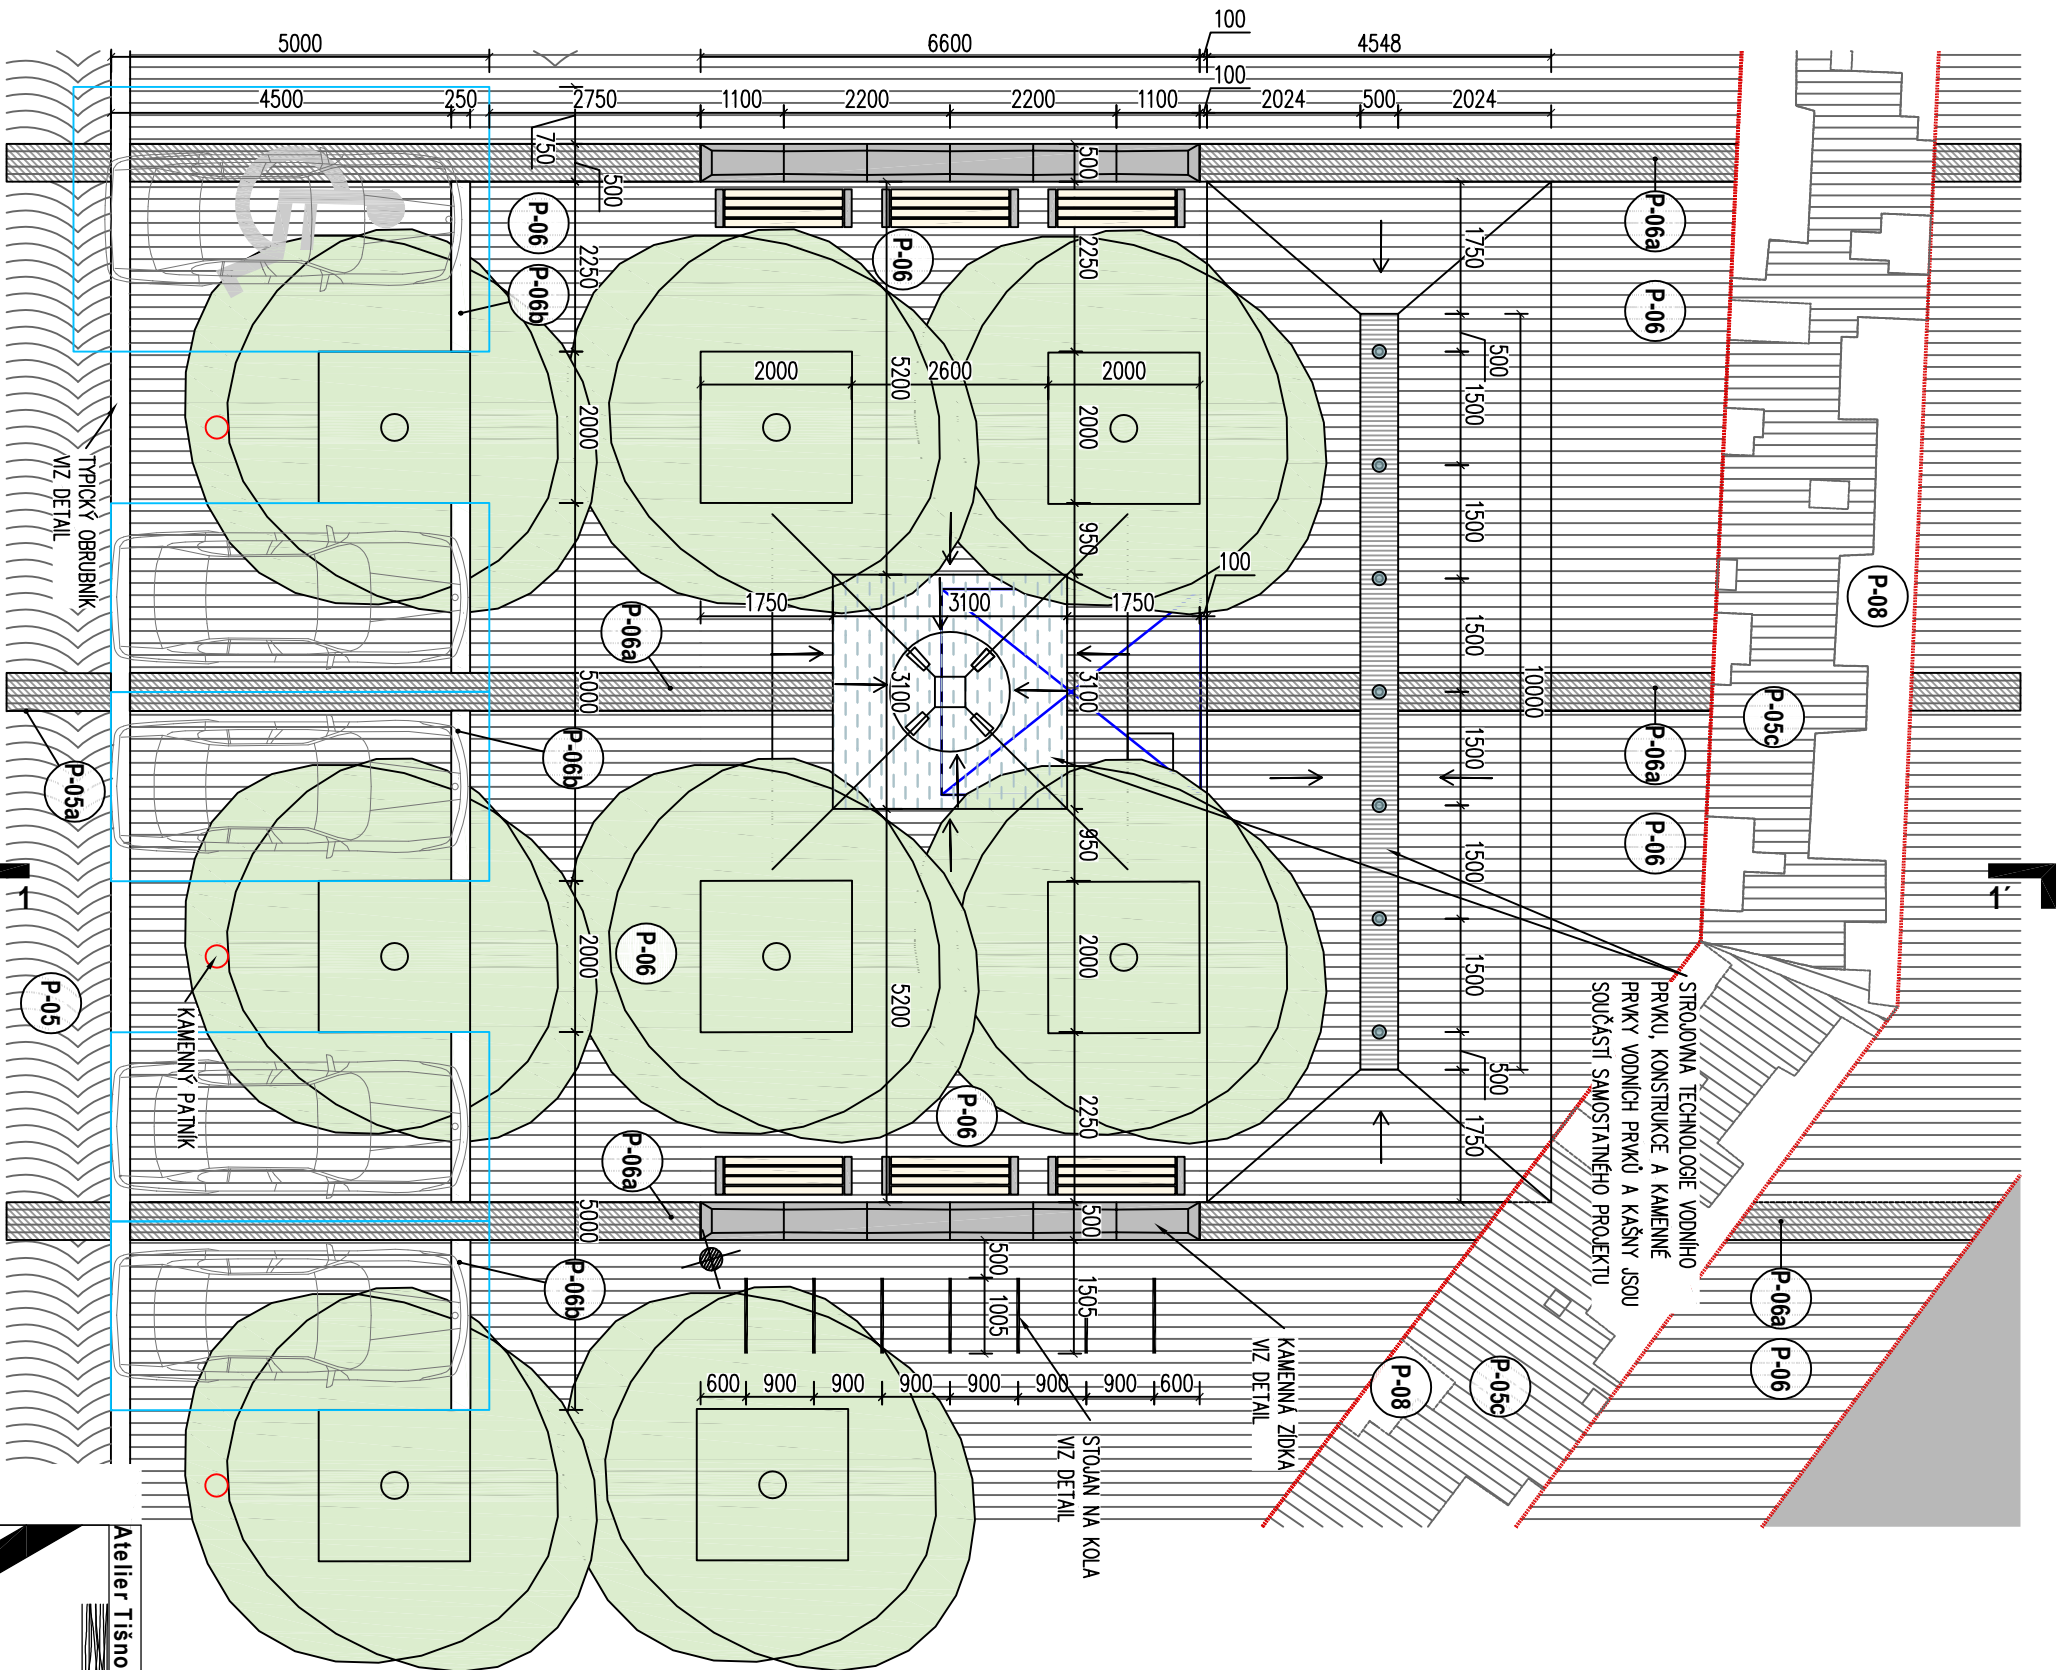 100
5000
6600
4548
100
4500
250
2750
1100
2200
2200
1100
2024
500
2024
750
500
500
P-06
P-06b
2250
P-06
2250
1750
P-06a
P-06
500
1500
2000
5200
2600
2000
2000
2000
TYPICKÝ OBRUBNÍK
VIZ DETAIL
950
100
1500
1750
3100
1750
P-06a
1500
P-08
5000
3100
3100
10000
P-06a
P-05c
P-05a
P-06b
1500
950
1500
P-06
1
1´
P-05
2000
P-06
5200
2000
1500
KAMENNÝ PATNÍK
STROJOVNA TECHNOLOGIE VODNÍHO
PRVKU, KONSTRUKCE A KAMENNÉ
PRVKY VODNÍCH PRVKŮ A KAŠNY JSOU
SOUČÁSTÍ SAMOSTATNÉHO PROJEKTU
500
P-06
2250
1750
P-06a
5000
500
500
1505
1005
P-06b
P-06a
P-06
KAMENNÁ ZÍDKA
VIZ DETAIL
600
900
900
900
900
900
900
600
P-08
P-05c
STOJAN NA KOLA
VIZ DETAIL
Atelier Tišno